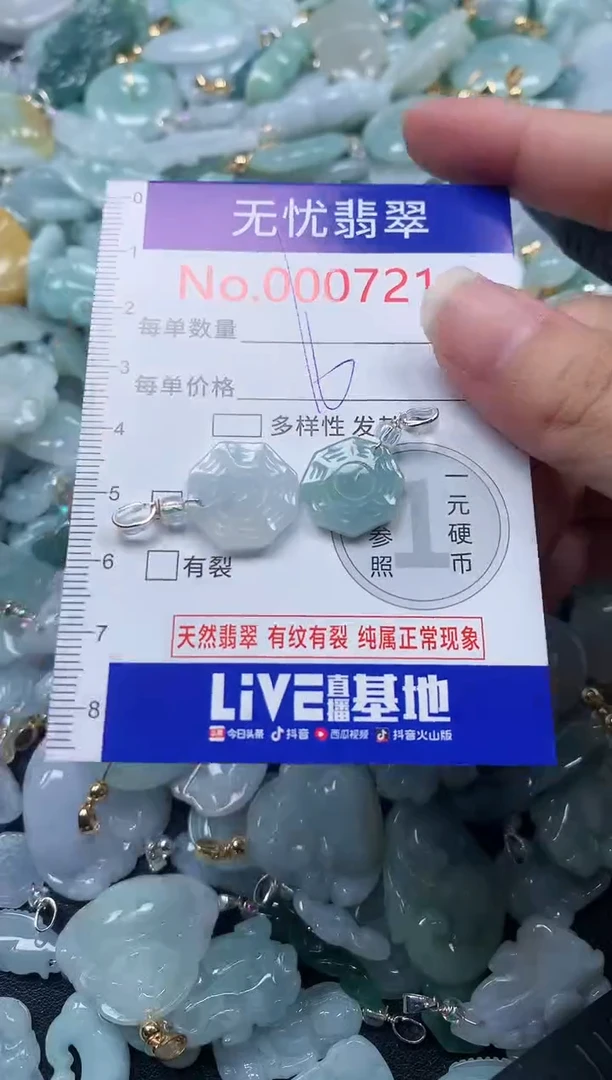 0
无忧翡翠
1
No.000721
2
每单数量
3
每单价格
6
4
多样性 发
一元硬币
1
参照
5
6
有裂
7
天然翡翠 有纹有裂 纯属正常现象
8
LiVE直播基地
今日头条 抖音 西瓜视频 抖音火山版